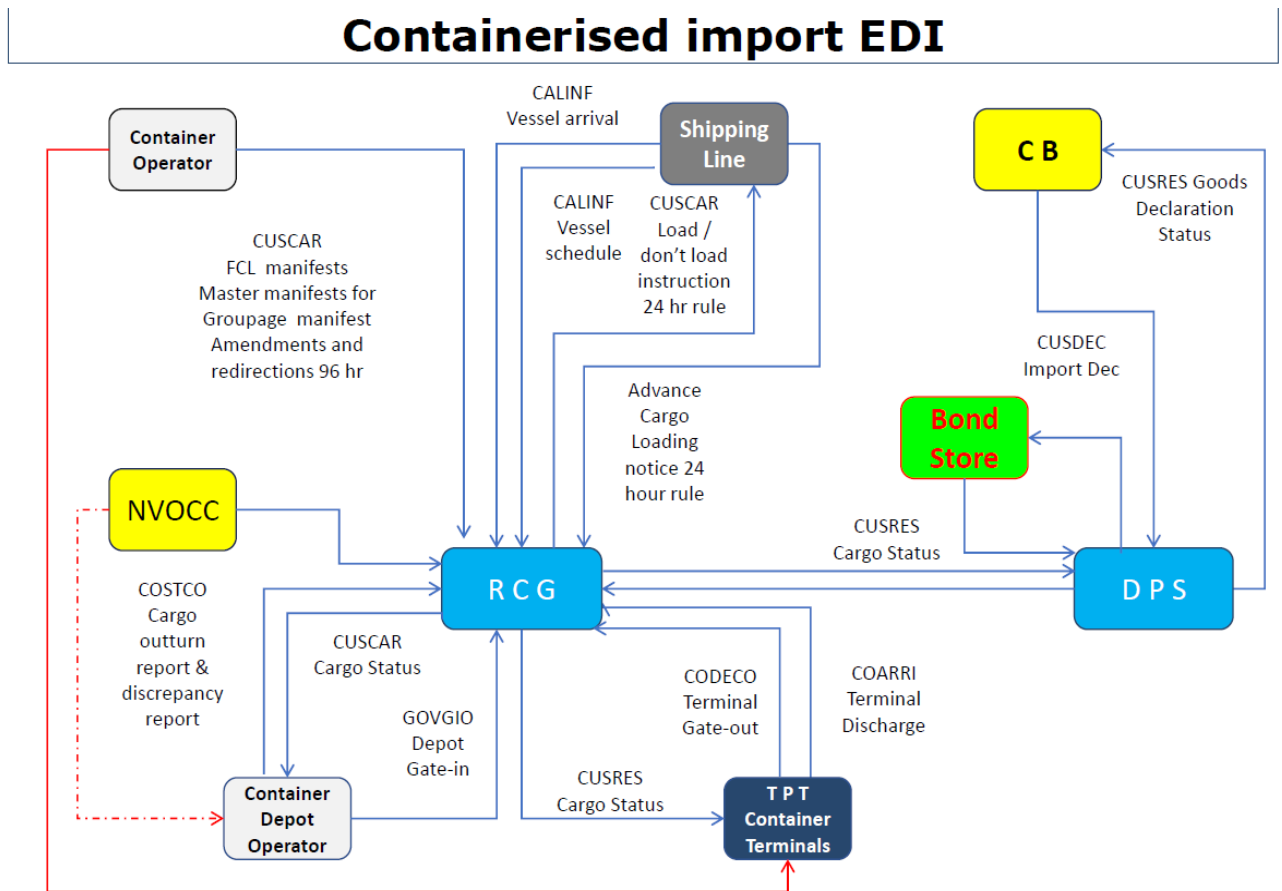 Containerised import EDI
Container
Operator
CALINF
Vessel arrival
Shipping
Line
C B
CUSRES Goods
Declaration
Status
CUSCAR
FCL manifests
Master manifests for
Groupage manifest
Amendments and
redirections 96 hr
CALINF
Vessel
schedule
CUSCAR
Load /
don’t load
instruction
24 hr rule
CUSDEC
Import Dec
Advance
Cargo
Loading
notice 24
hour rule
Bond
Store
NVOCC
CUSRES
Cargo Status
R C G
D P S
COSTCO
Cargo
outturn
report &
discrepancy
report
CUSCAR
Cargo Status
GOVGIO
Depot
Gate-in
CODECO
Terminal
Gate-out
COARRI
Terminal
Discharge
CUSRES
Cargo Status
Container
Depot
Operator
T P T
Container
Terminals